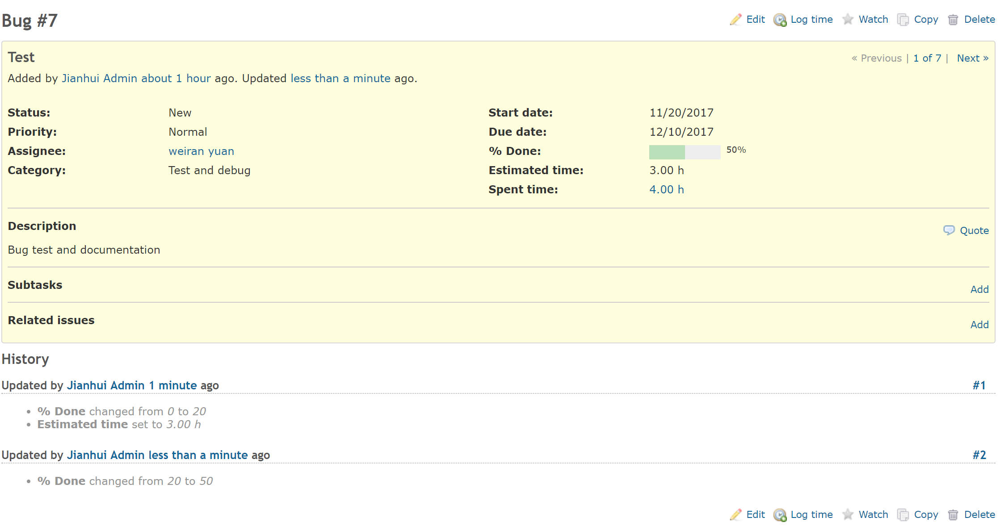 Bug #7
Edit Log time Watch Copy Delete
Test
« Previous | 1 of 7 | Next »
Added by Jianhui Admin about 1 hour ago. Updated less than a minute ago.
Status: New Start date: 11/20/2017
Priority: Normal Due date: 12/10/2017
Assignee: weiran yuan % Done: 50%
Category: Test and debug Estimated time: 3.00 h
Spent time: 4.00 h
Description
Quote
Bug test and documentation
Subtasks
Add
Related issues
Add
History
Updated by Jianhui Admin 1 minute ago #1
• % Done changed from 0 to 20
• Estimated time set to 3.00 h
Updated by Jianhui Admin less than a minute ago #2
• % Done changed from 20 to 50
Edit Log time Watch Copy Delete